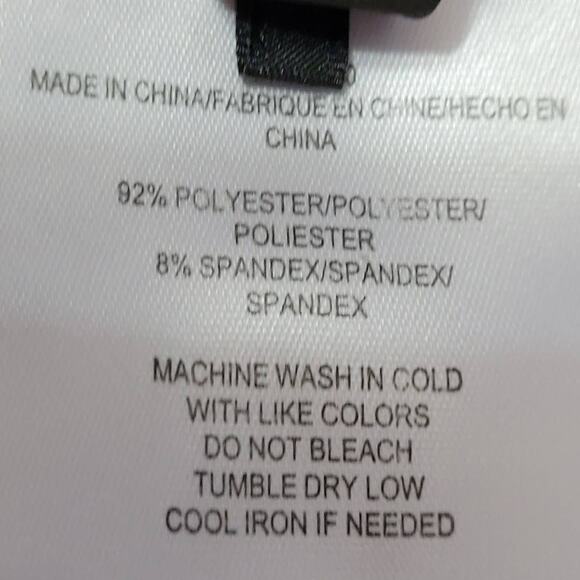 MADE IN CHINA/FABRIQUE EN CHINE/HECHO EN
CHINA
92% POLYESTER/POLYESTER/
POLIESTER
8% SPANDEX/SPANDEX/
SPANDEX
MACHINE WASH IN COLD
WITH LIKE COLORS
DO NOT BLEACH
TUMBLE DRY LOW
COOL IRON IF NEEDED